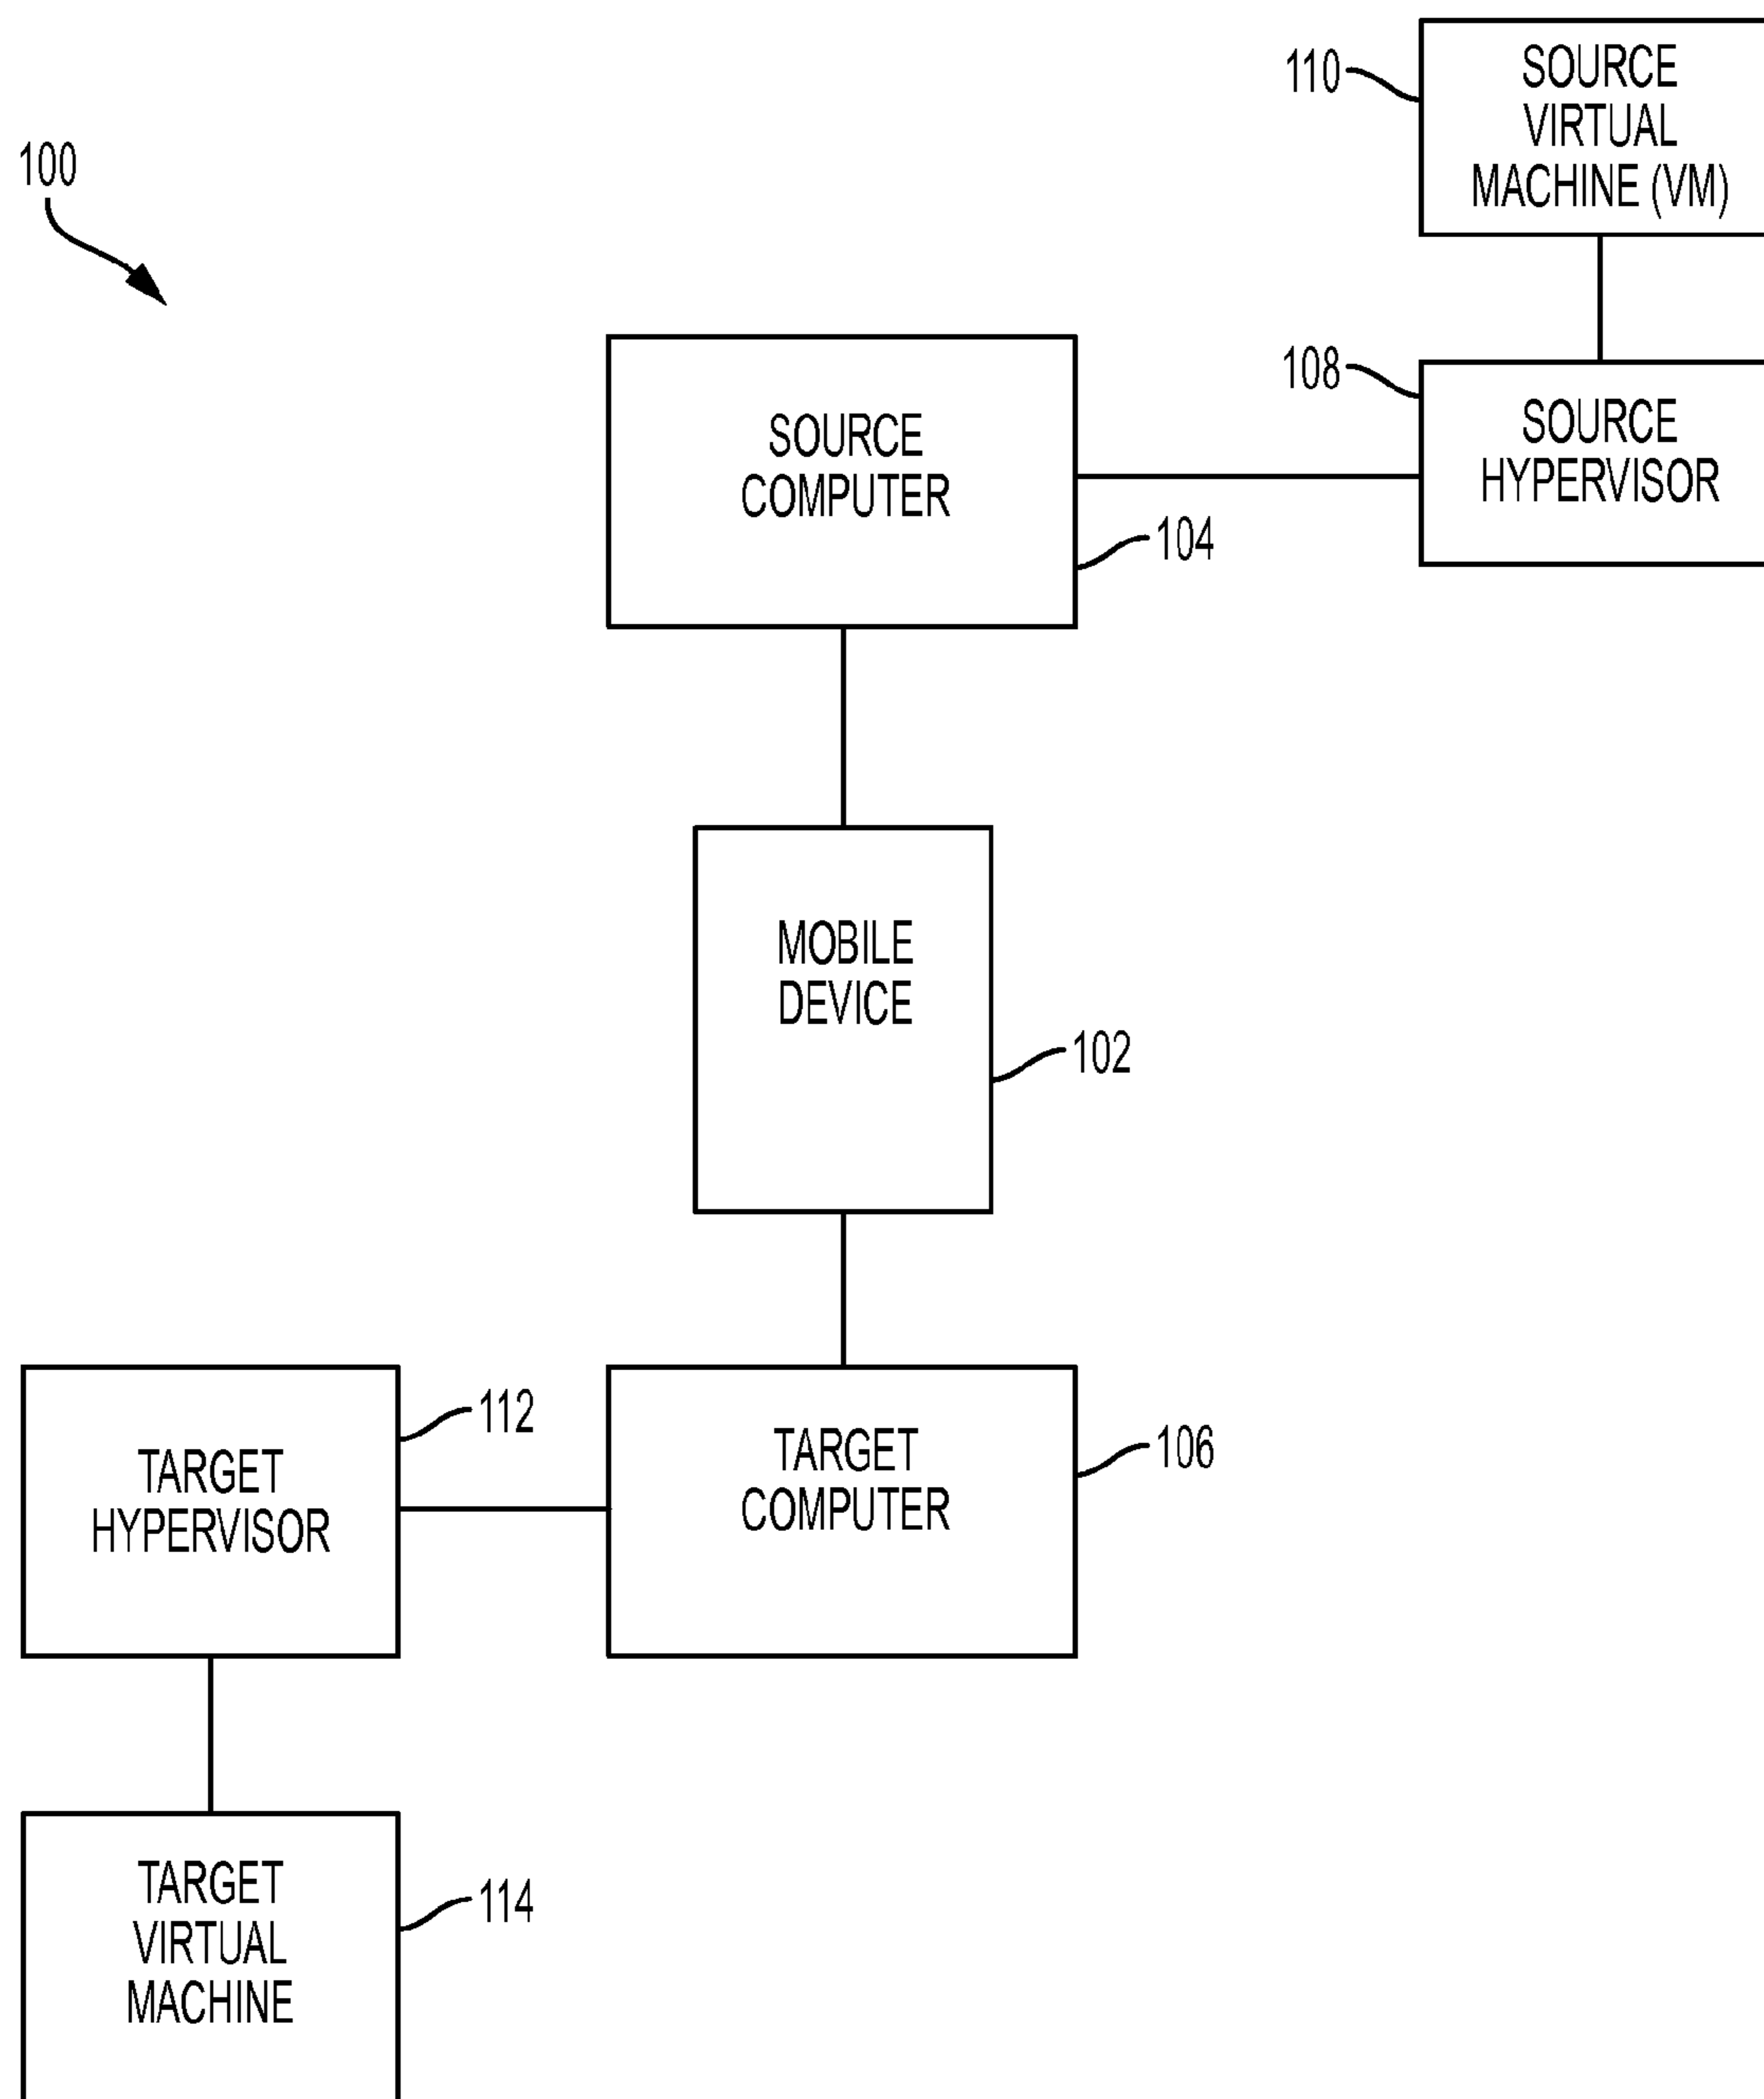 110
SOURCE
VIRTUAL
MACHINE (VM)
100
108
SOURCE
HYPERVISOR
SOURCE
COMPUTER
104
MOBILE
DEVICE
102
112
TARGET
HYPERVISOR
TARGET
COMPUTER
106
TARGET
VIRTUAL
MACHINE
114